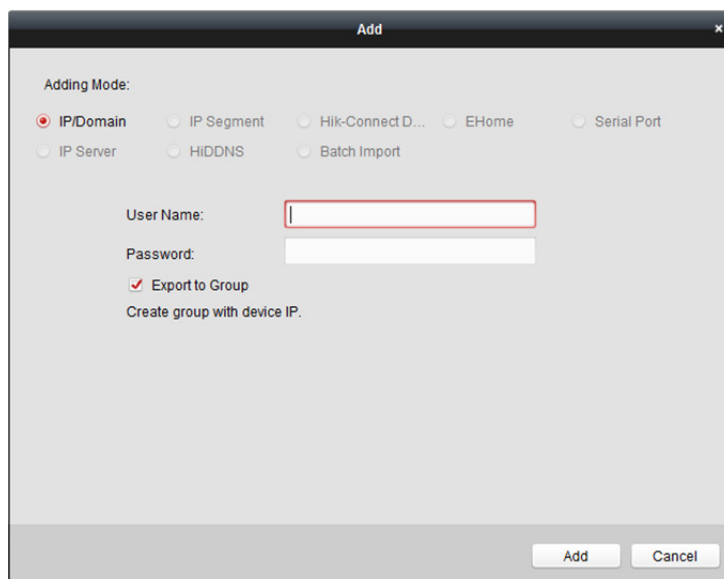 Add
×
Adding Mode:
IP/Domain IP Segment Hik-Connect D... EHome Serial Port
IP Server HiDDNS Batch Import
User Name:
Password:
Export to Group
Create group with device IP.
Add Cancel